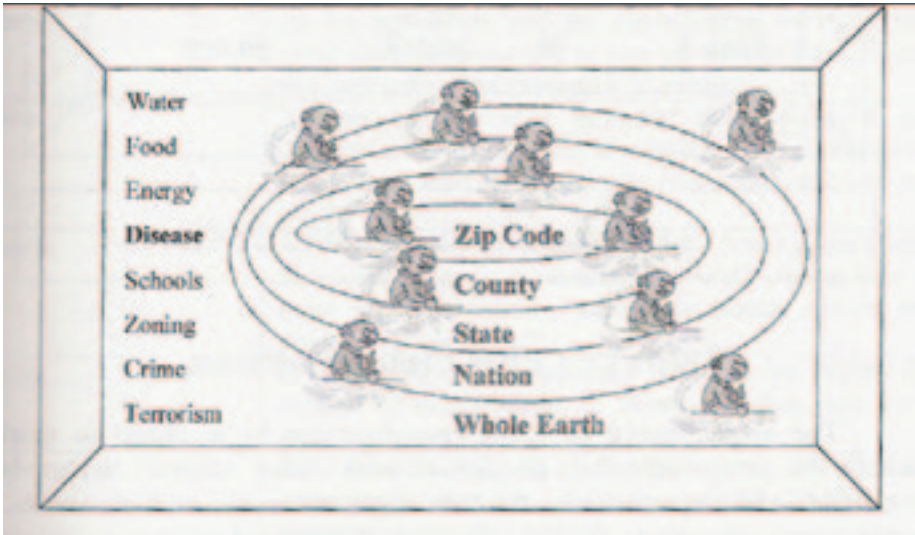 Water
Food
Energy
Disease
Schools
Zoning
Crime
Terrorism
Zip Code
County
State
Nation
Whole Earth